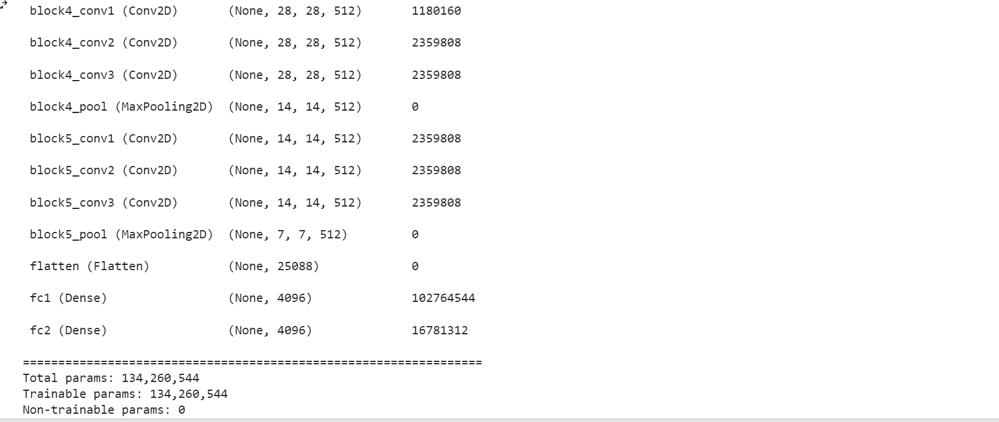 block4_conv1 (Conv2D) (None, 28, 28, 512) 1180160
block4_conv2 (Conv2D) (None, 28, 28, 512) 2359808
block4_conv3 (Conv2D) (None, 28, 28, 512) 2359808
block4_pool (MaxPooling2D) (None, 14, 14, 512) 0
block5_conv1 (Conv2D) (None, 14, 14, 512) 2359808
block5_conv2 (Conv2D) (None, 14, 14, 512) 2359808
block5_conv3 (Conv2D) (None, 14, 14, 512) 2359808
block5_pool (MaxPooling2D) (None, 7, 7, 512) 0
flatten (Flatten) (None, 25088) 0
fc1 (Dense) (None, 4096) 102764544
fc2 (Dense) (None, 4096) 16781312
=================================================================
Total params: 134,260,544
Trainable params: 134,260,544
Non-trainable params: 0